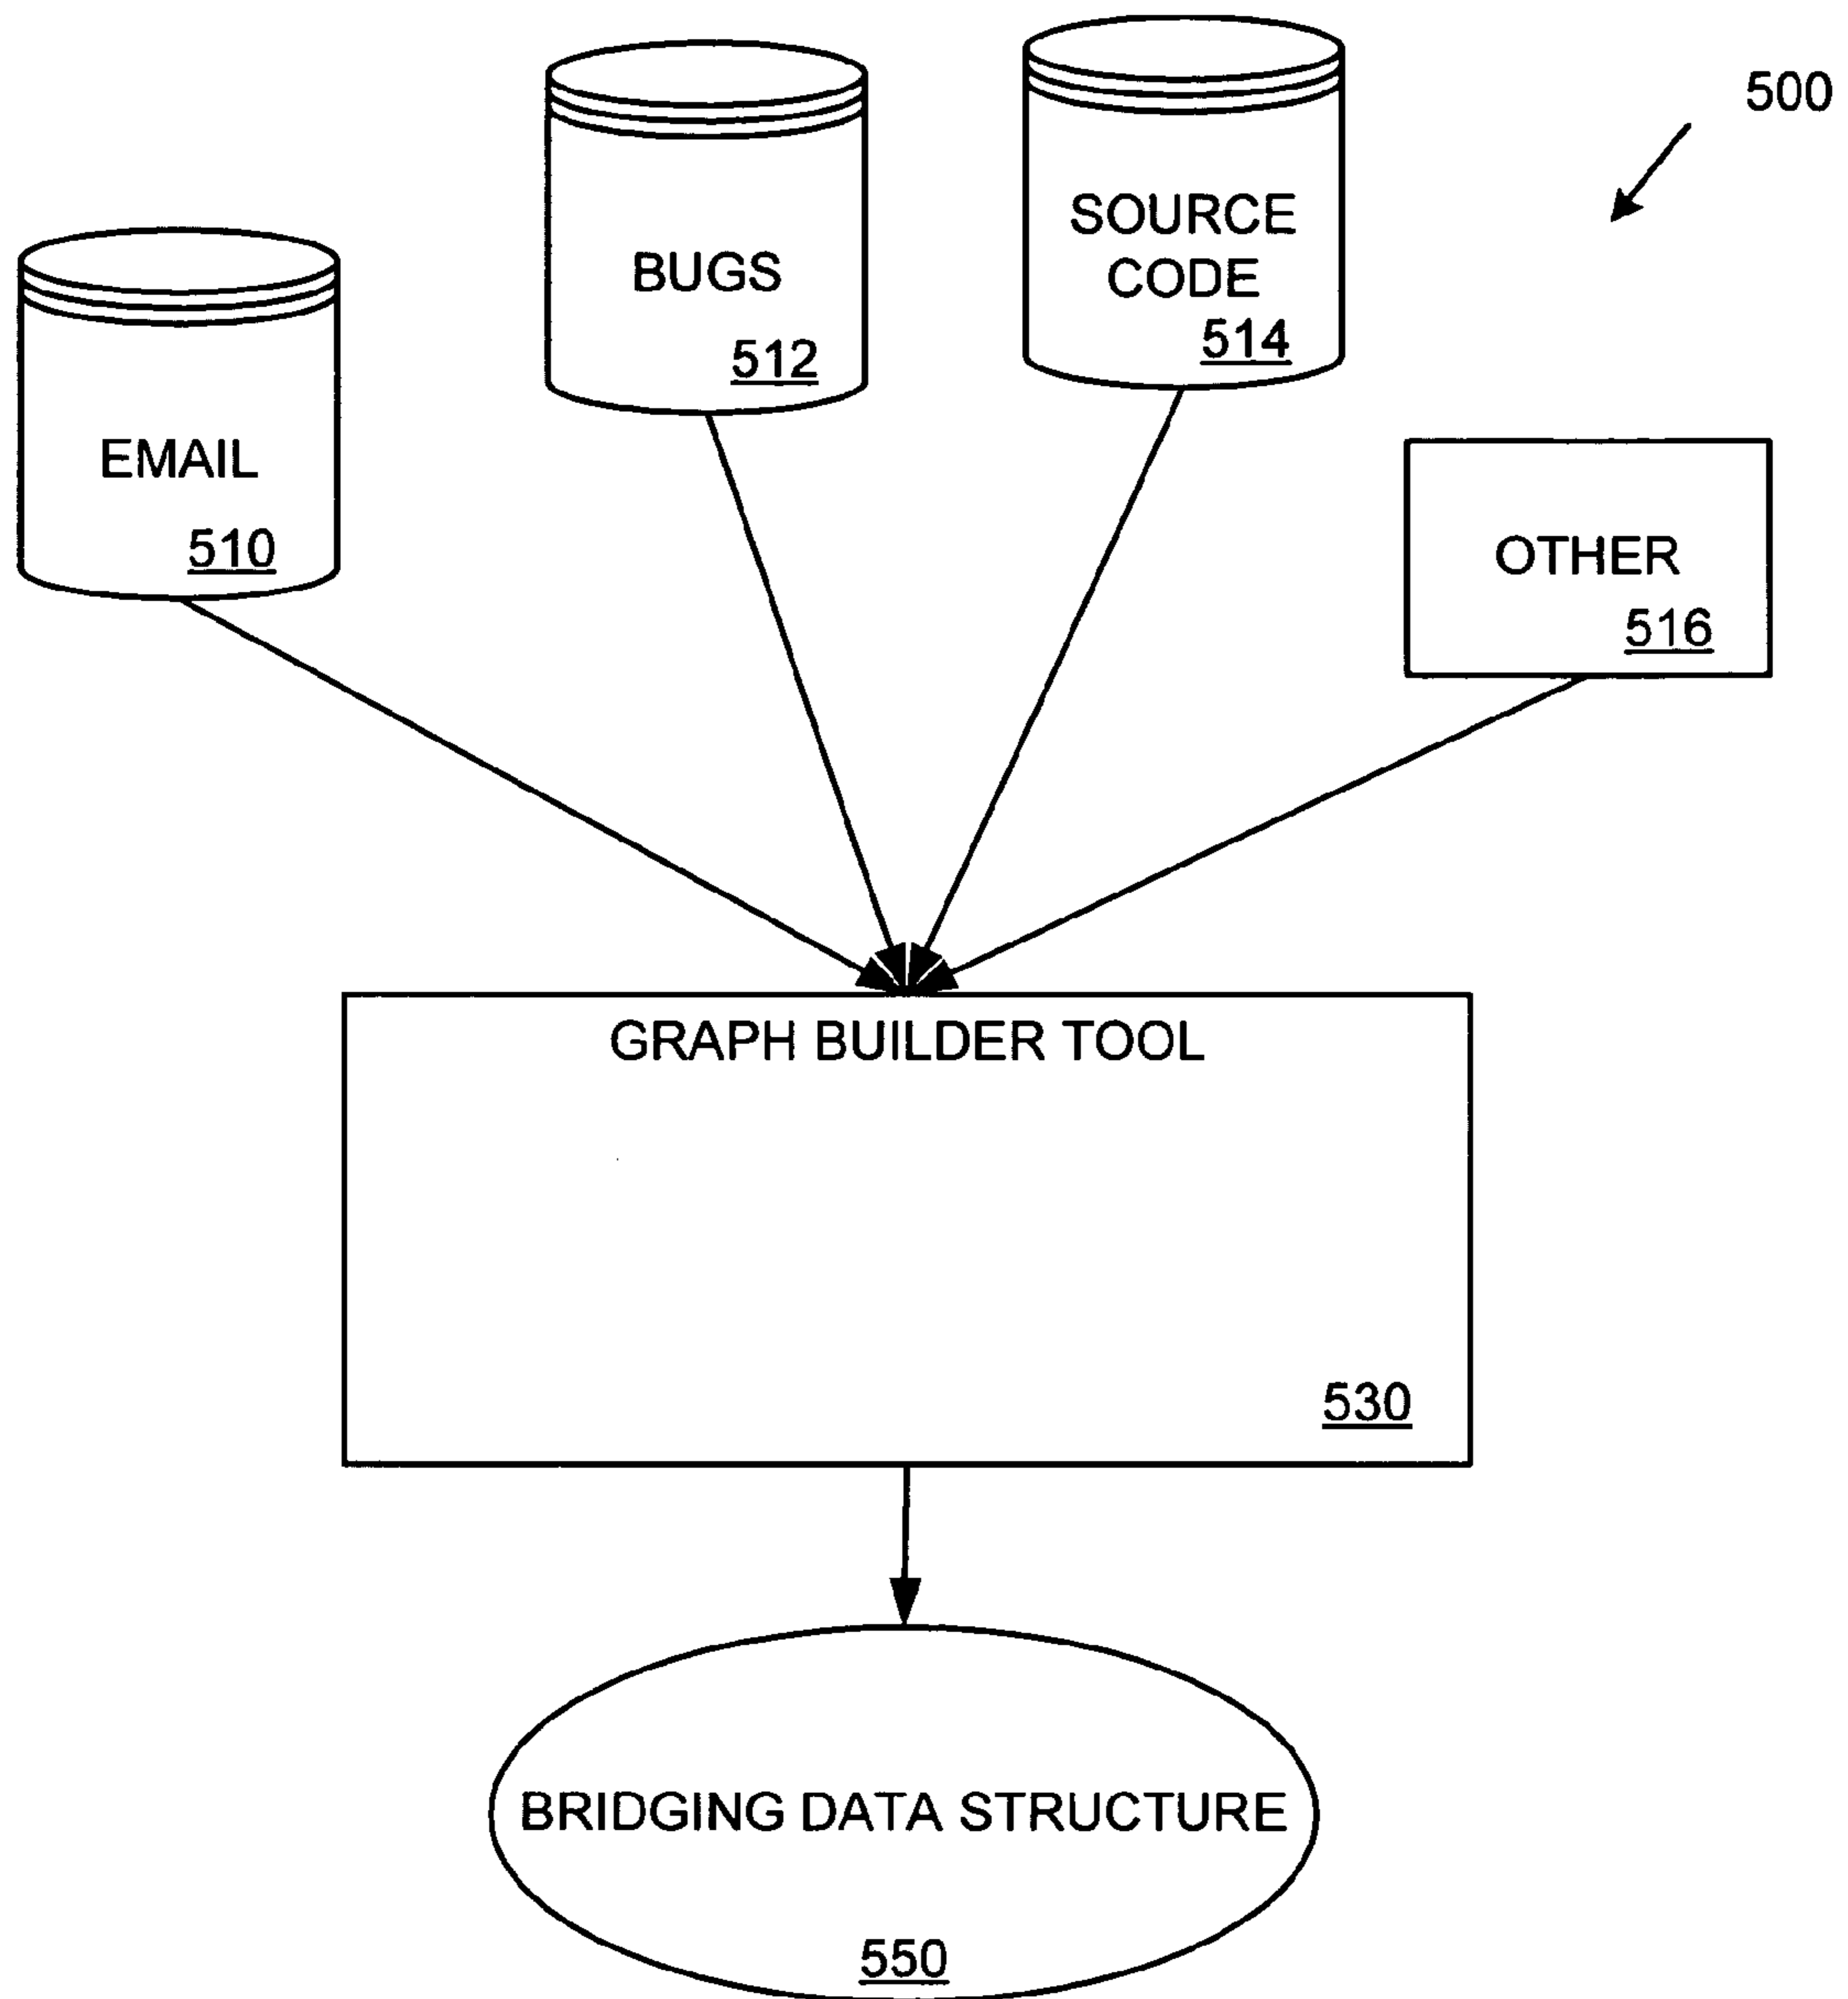 500
EMAIL
510
BUGS
512
SOURCE
CODE
514
OTHER
516
GRAPH BUILDER TOOL
530
BRIDGING DATA STRUCTURE
550